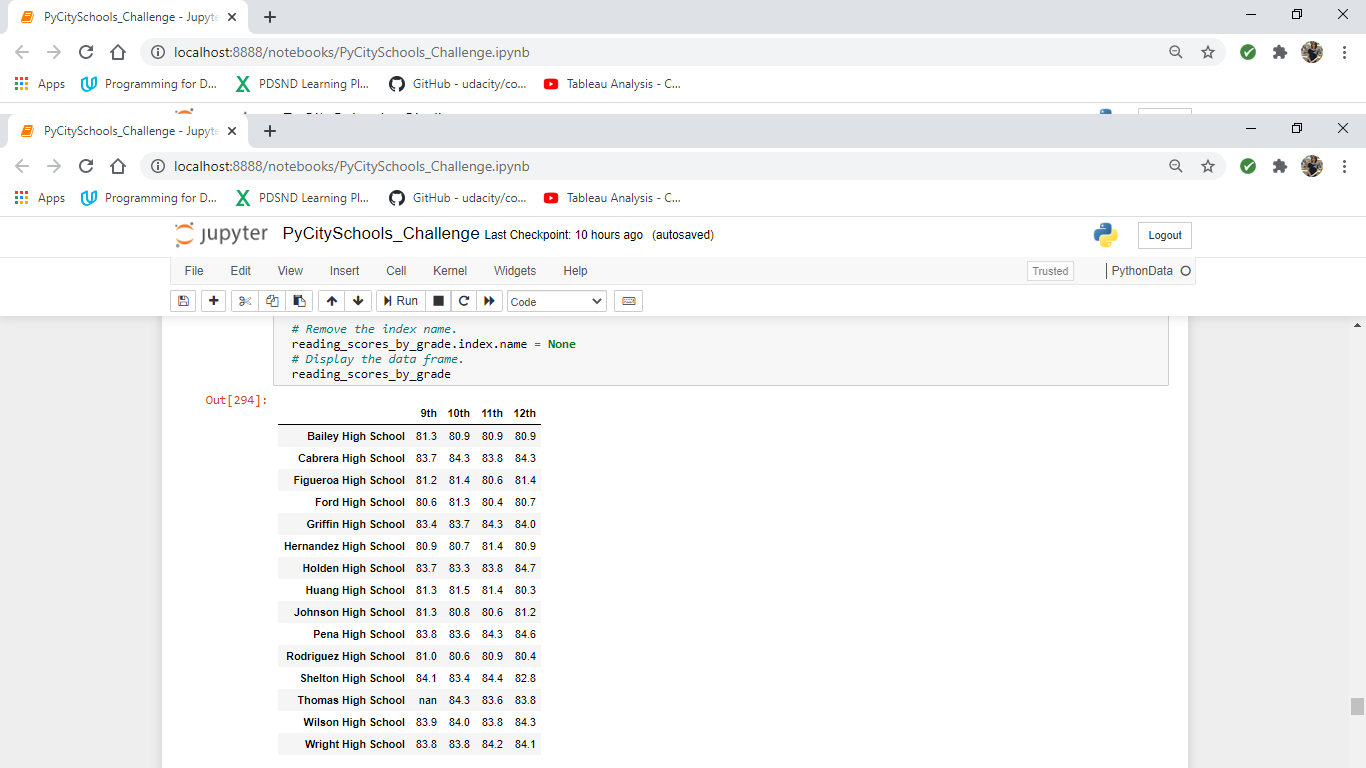 PyCitySchools_Challenge - Jupyte
localhost:8888/notebooks/PyCitySchools_Challenge.ipynb
Apps Programming for D... PDSND Learning Pl... GitHub - udacity/co... Tableau Analysis - C...
PyCitySchools_Challenge - Jupyte
localhost:8888/notebooks/PyCitySchools_Challenge.ipynb
Apps Programming for D... PDSND Learning Pl... GitHub - udacity/co... Tableau Analysis - C...
jupyter PyCitySchools_Challenge Last Checkpoint: 10 hours ago (autosaved) Logout
File Edit View Insert Cell Kernel Widgets Help Trusted PythonData
Run Code
# Remove the index name.
reading_scores_by_grade.index.name = None
# Display the data frame.
reading_scores_by_grade
Out[294]:
9th 10th 11th 12th
Bailey High School 81.3 80.9 80.9 80.9
Cabrera High School 83.7 84.3 83.8 84.3
Figueroa High School 81.2 81.4 80.6 81.4
Ford High School 80.6 81.3 80.4 80.7
Griffin High School 83.4 83.7 84.3 84.0
Hernandez High School 80.9 80.7 81.4 80.9
Holden High School 83.7 83.3 83.8 84.7
Huang High School 81.3 81.5 81.4 80.3
Johnson High School 81.3 80.8 80.6 81.2
Pena High School 83.8 83.6 84.3 84.6
Rodriguez High School 81.0 80.6 80.9 80.4
Shelton High School 84.1 83.4 84.4 82.8
Thomas High School nan 84.3 83.6 83.8
Wilson High School 83.9 84.0 83.8 84.3
Wright High School 83.8 83.8 84.2 84.1